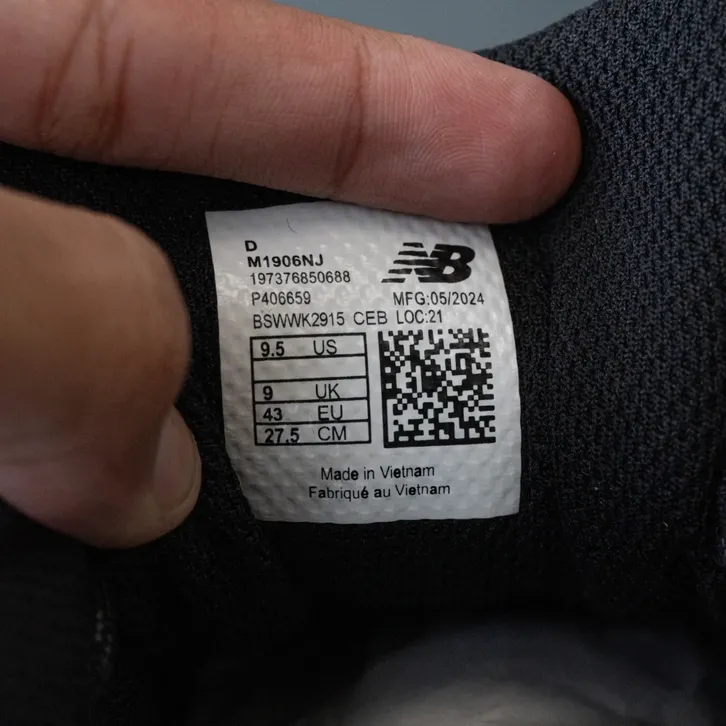 D
M1906NJ
197376850688
P406659 MFG:05/2024
BSWWK2915 CEB LOC:21
NB
9.5 US
9 UK
43 EU
27.5 CM
Made in Vietnam
Fabriqué au Vietnam